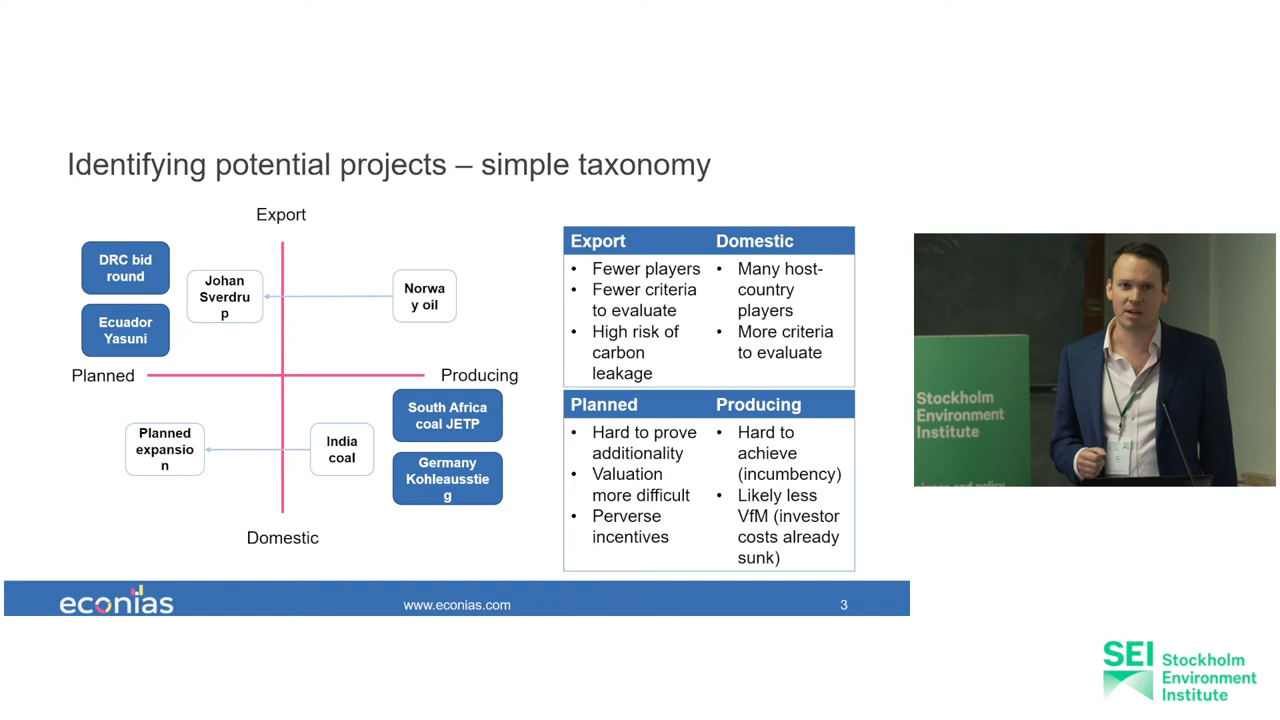 Identifying potential projects – simple taxonomy
Export
DRC bid
round
Johan
Sverdru
p
Norwa
y oil
Ecuador
Yasuni
Planned
Producing
South Africa
coal JETP
Planned
expansio
n
India
coal
Germany
Kohleausstie
g
Domestic
Export Domestic
• Fewer players
• Fewer criteria
to evaluate
• High risk of
carbon
leakage
• Many host-
country
players
• More criteria
to evaluate
Planned Producing
• Hard to prove
additionality
• Valuation
more difficult
• Perverse
incentives
• Hard to
achieve
(incumbency)
• Likely less
VfM (investor
costs already
sunk)
econias
www.econias.com
3
Stockholm
Environment
Institute
science and policy
SEI Stockholm
Environment
Institute